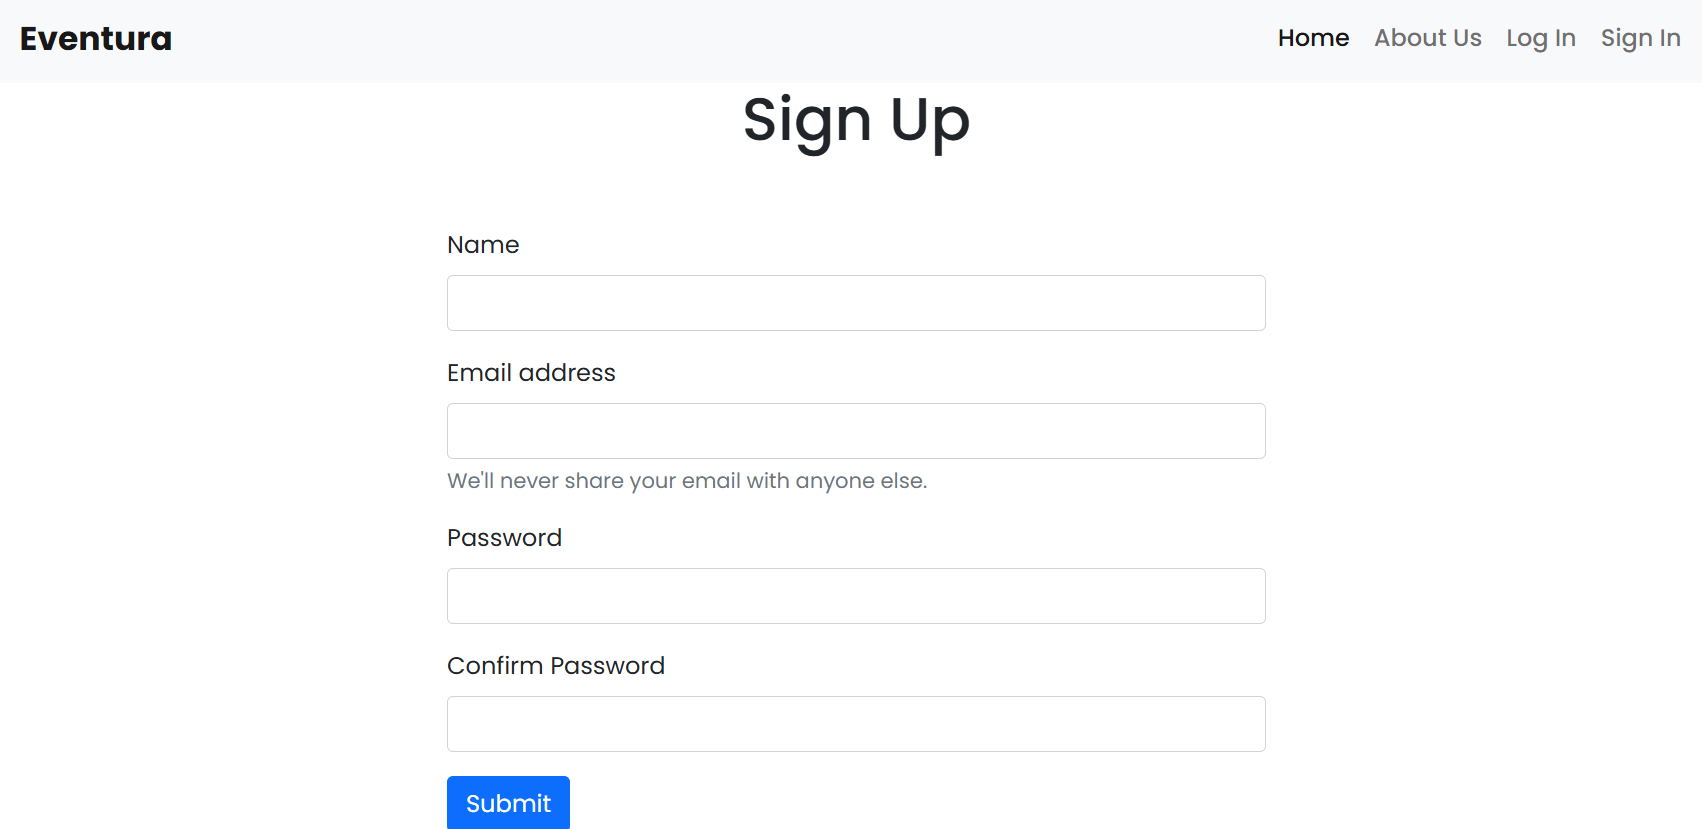 Eventura Home About Us Log In Sign In
Sign Up
Name
Email address
We'll never share your email with anyone else.
Password
Confirm Password
Submit